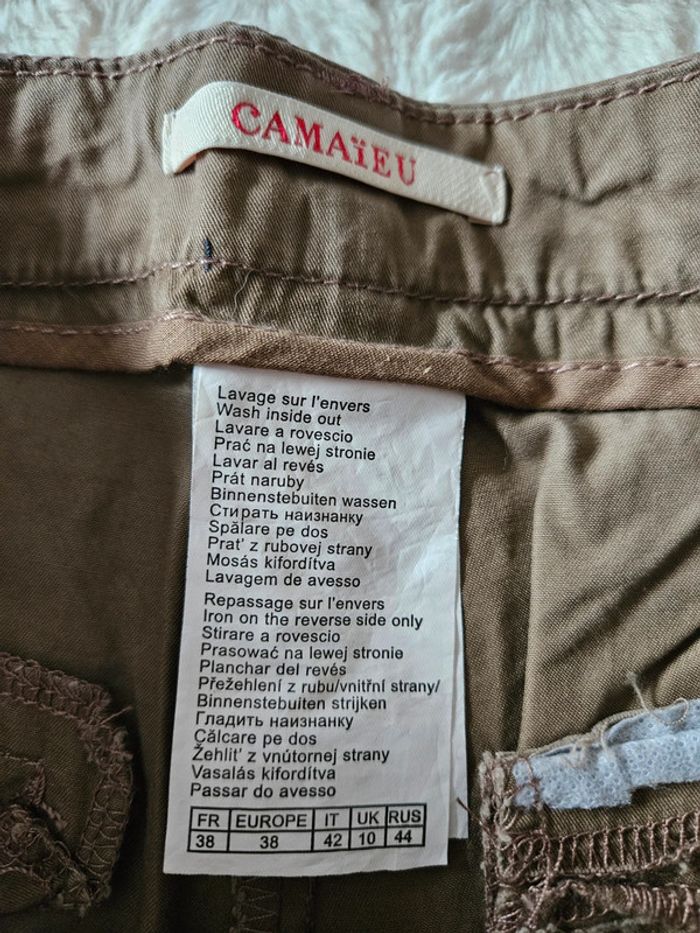 CAMAïEU
Lavage sur l'envers
Wash inside out
Lavare a rovescio
Prać na lewej stronie
Lavar al revés
Prát naruby
Binnenstebuiten wassen
Стирать наизнанку
Spălare pe dos
Prat' z rubovej strany
Mosás kifordítva
Lavagem de avesso
Repassage sur l'envers
Iron on the reverse side only
Stirare a rovescio
Prasować na lewej stronie
Planchar del revés
Přežehlení z rubu/vnitřní strany/
Binnenstebuiten strijken
Гладить наизнанку
Călcare pe dos
Žehlit' z vnútornej strany
Vasalás kifordítva
Passar do avesso
FR EUROPE IT UK RUS
38 38 42 10 44